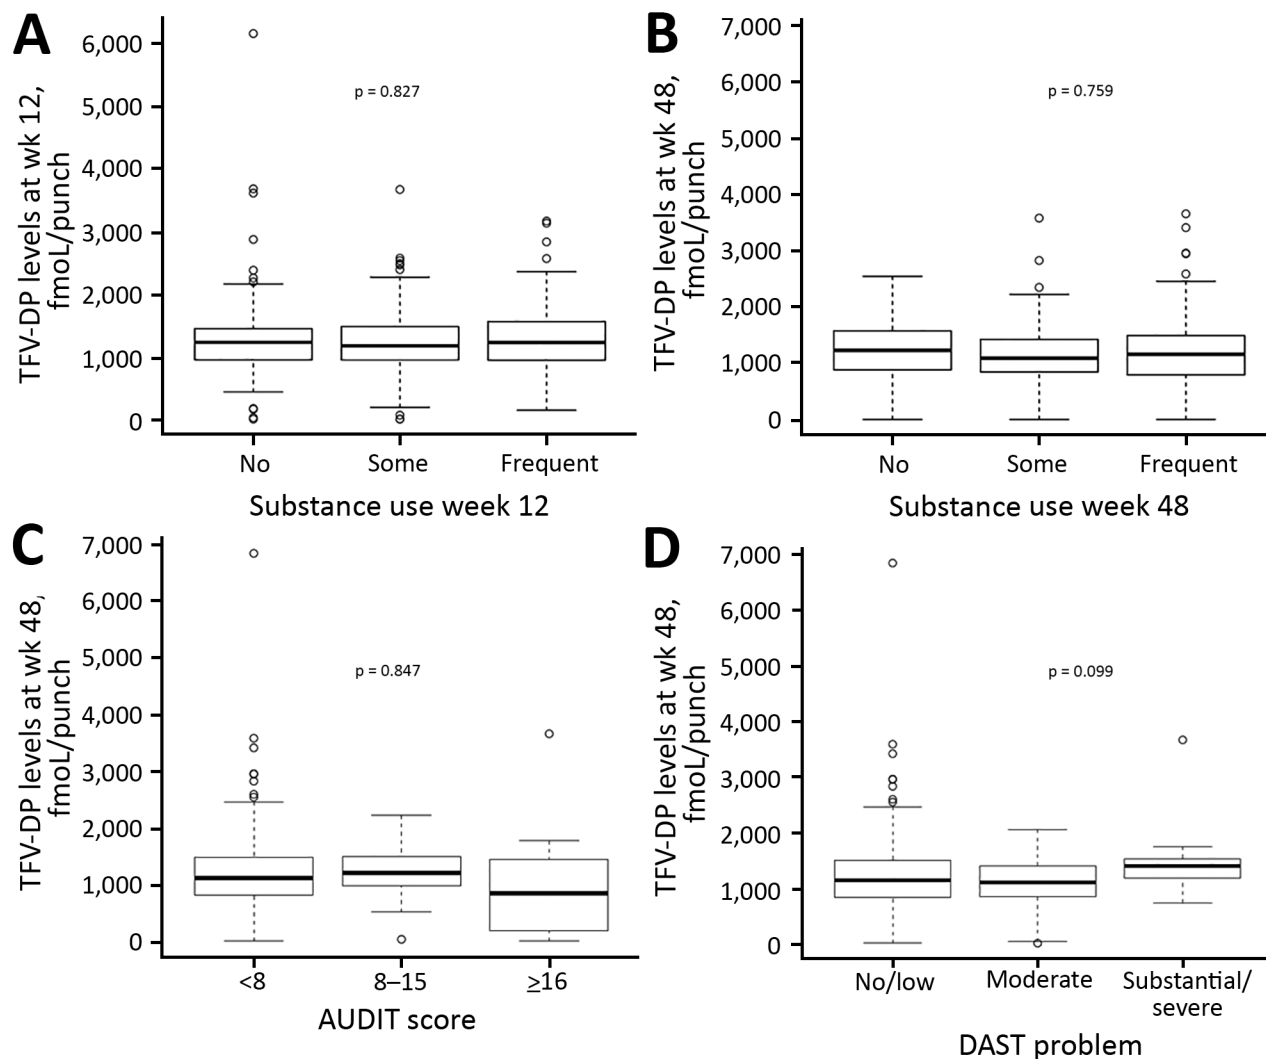 A
TFV-DP levels at wk 12,
fmoL/punch
6,000
5,000
4,000
3,000
2,000
1,000
0
p = 0.827
No
Some
Frequent
Substance use week 12
B
TFV-DP levels at wk 48,
fmoL/punch
7,000
6,000
5,000
4,000
3,000
2,000
1,000
0
p = 0.759
No
Some
Frequent
Substance use week 48
C
TFV-DP levels at wk 48,
fmoL/punch
7,000
6,000
5,000
4,000
3,000
2,000
1,000
0
p = 0.847
<8
8–15
≥16
AUDIT score
D
TFV-DP levels at wk 48,
fmoL/punch
7,000
6,000
5,000
4,000
3,000
2,000
1,000
0
p = 0.099
No/low
Moderate
Substantial/
severe
DAST problem